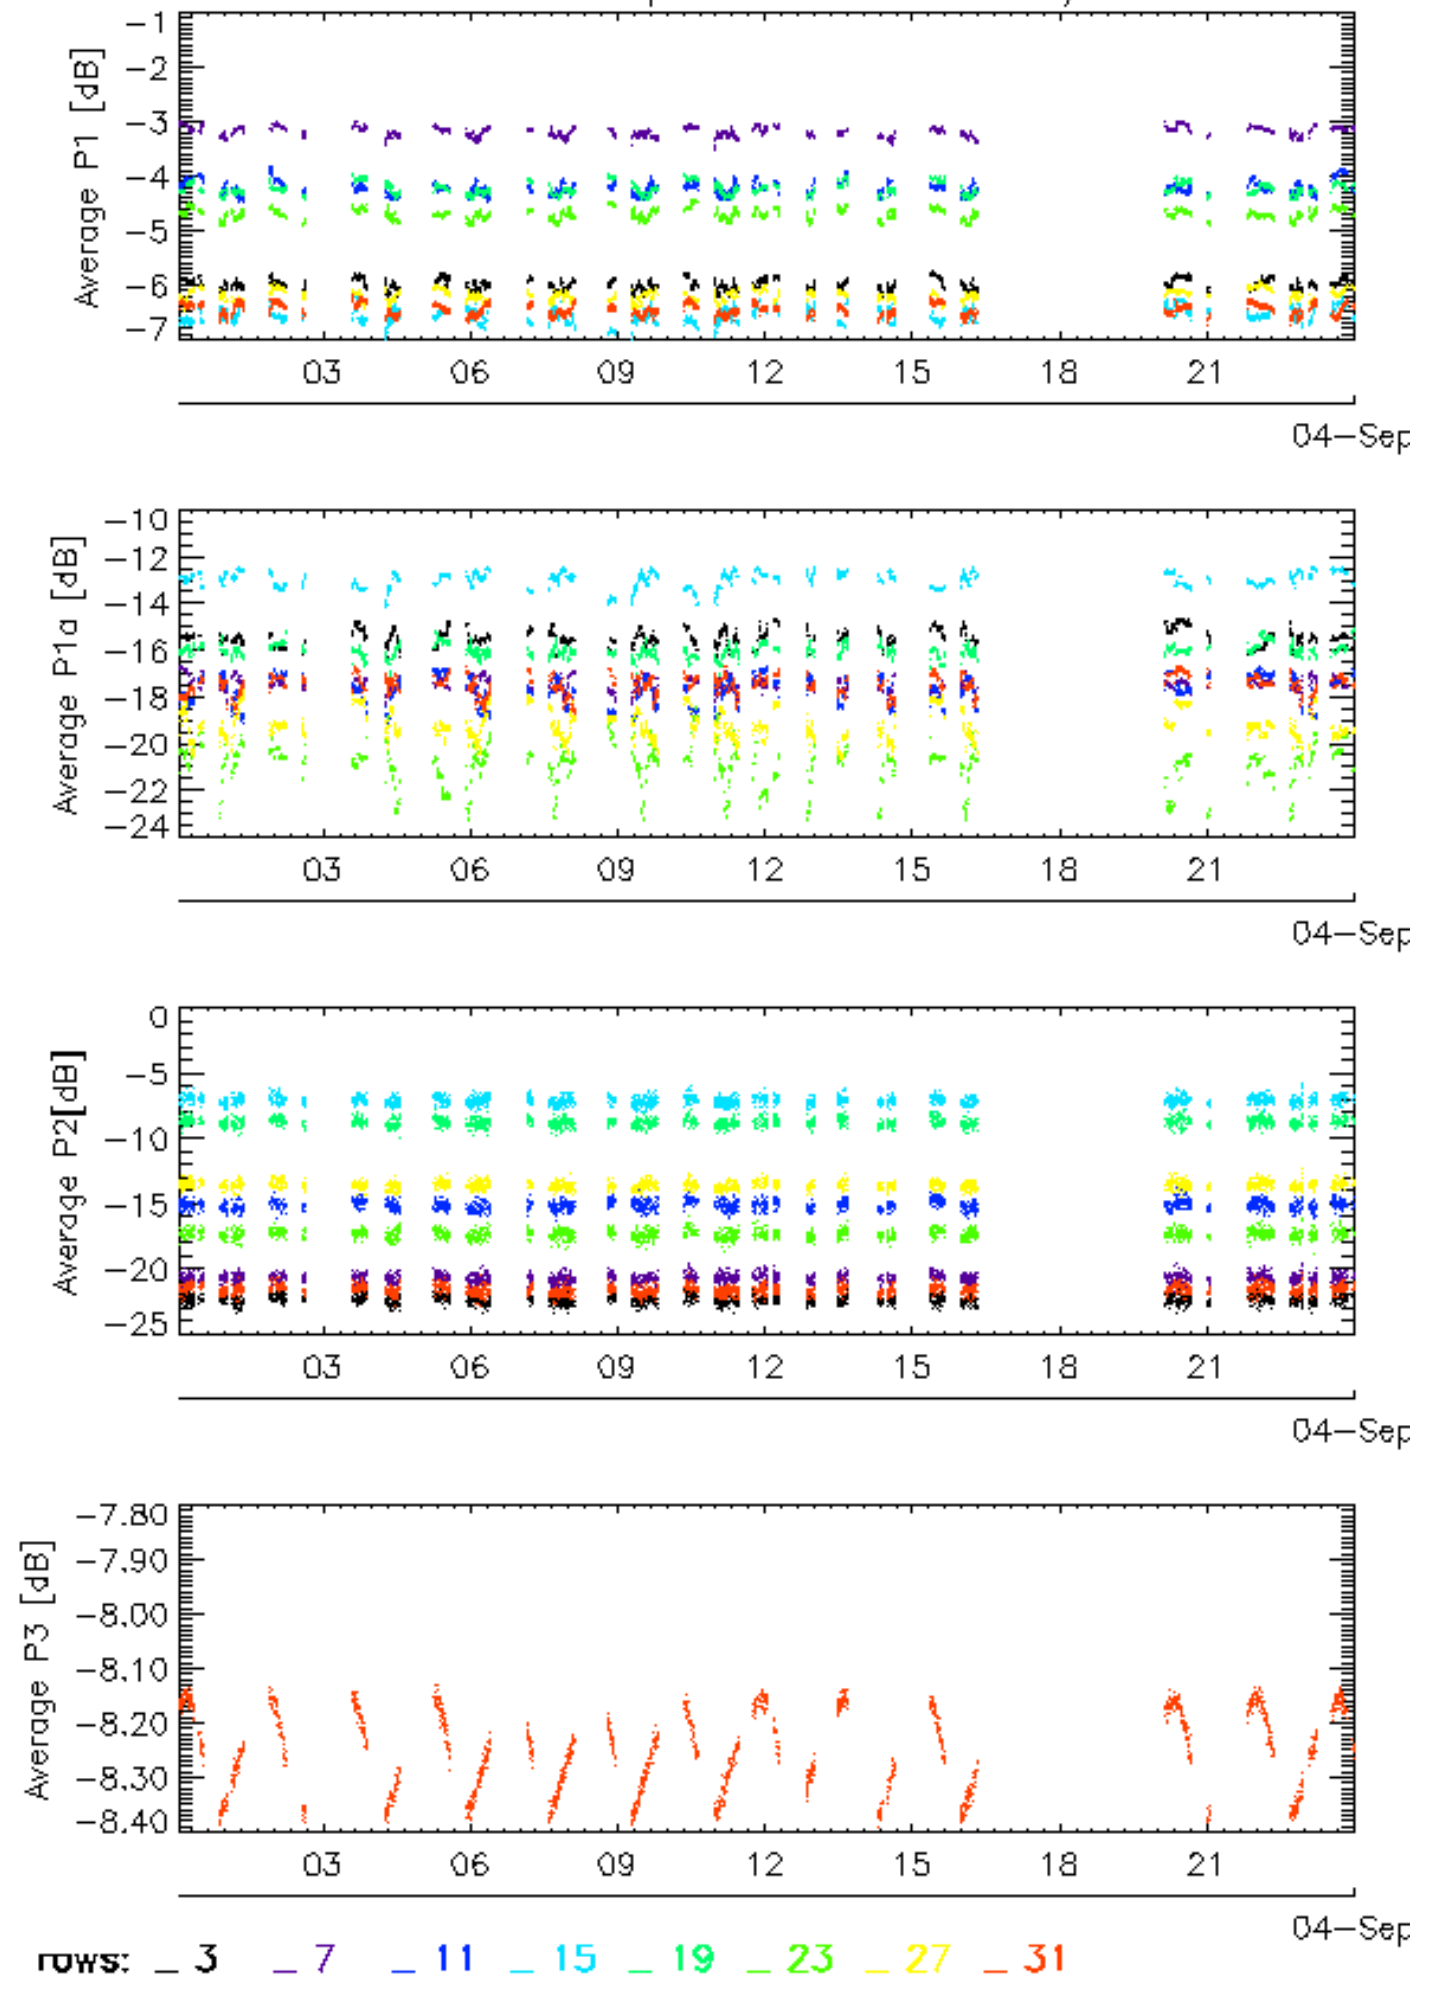 Average P1 [dB]
−1
−2
−3
−4
−5
−6
−7
03 06 09 12 15 18 21
04−Sep
Average P1a [dB]
−10
−12
−14
−16
−18
−20
−22
−24
03 06 09 12 15 18 21
04−Sep
Average P2[dB]
0
−5
−10
−15
−20
−25
03 06 09 12 15 18 21
04−Sep
Average P3 [dB]
−7.80
−7.90
−8.00
−8.10
−8.20
−8.30
−8.40
03 06 09 12 15 18 21
04−Sep
rows: _ 3 _ 7 _ 11 _ 15 _ 19 _ 23 _ 27 _ 31